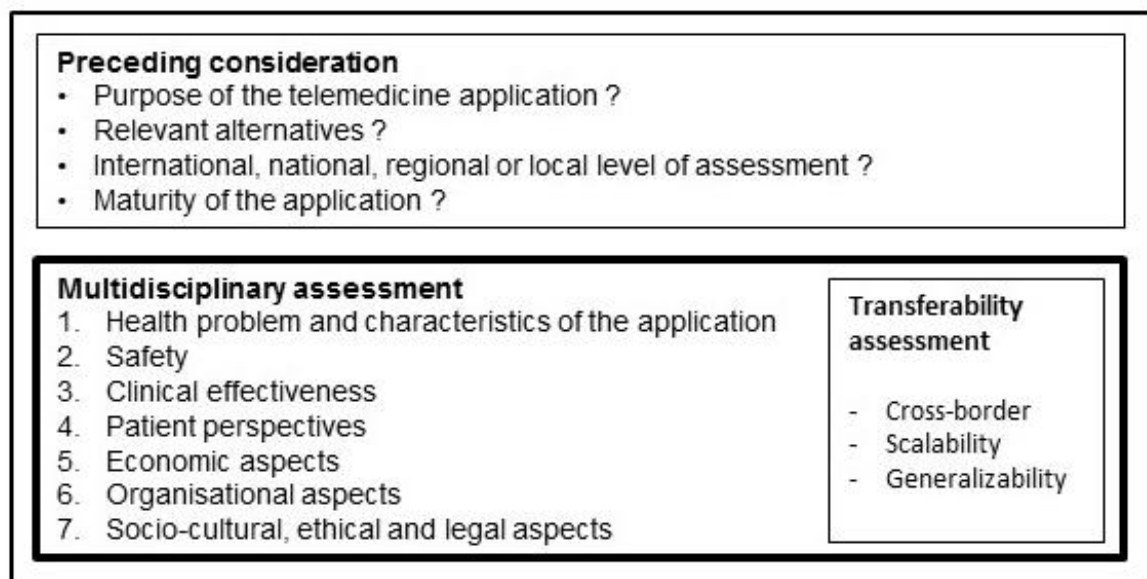 Preceding consideration
• Purpose of the telemedicine application ?
• Relevant alternatives ?
• International, national, regional or local level of assessment ?
• Maturity of the application ?
Multidisciplinary assessment
1. Health problem and characteristics of the application
2. Safety
3. Clinical effectiveness
4. Patient perspectives
5. Economic aspects
6. Organisational aspects
7. Socio-cultural, ethical and legal aspects
Transferability
assessment
- Cross-border
- Scalability
- Generalizability